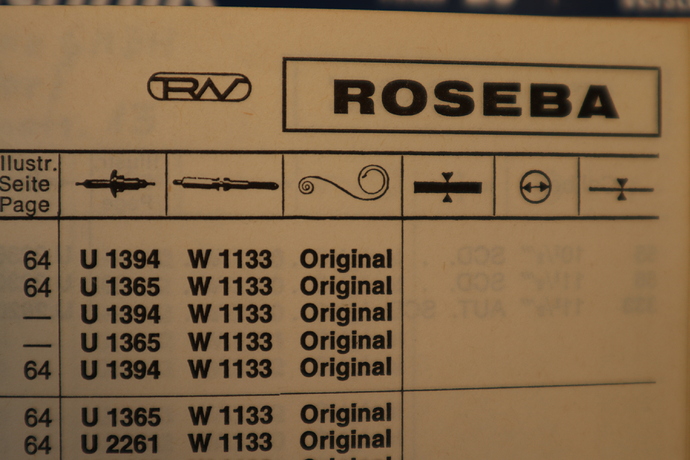 RW
ROSEBA
Illustr.
Seite
Page
64 U 1394 W 1133 Original
64 U 1365 W 1133 Original
— U 1394 W 1133 Original
— U 1365 W 1133 Original
64 U 1394 W 1133 Original
64 U 1365 W 1133 Original
64 U 2261 W 1133 Original